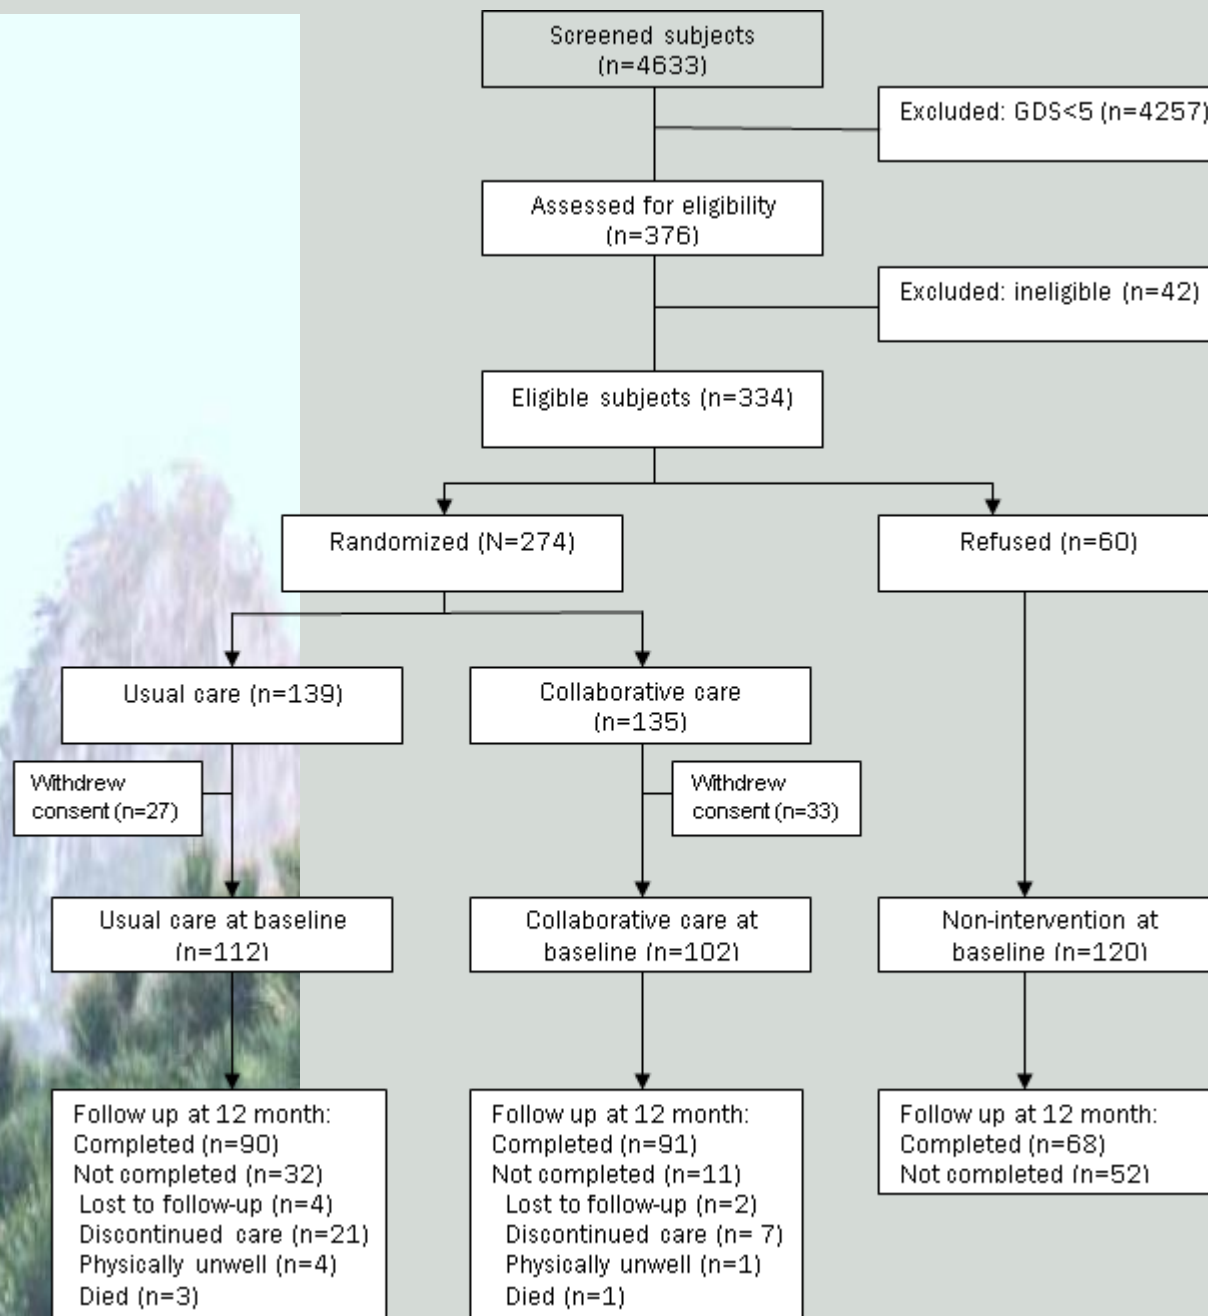 Screened subjects
(n=4633)
Excluded: GDS<5 (n=4257)
Assessed for eligibility
(n=376)
Excluded: ineligible (n=42)
Eligible subjects (n=334)
Randomized (N=274)
Refused (n=60)
Usual care (n=139)
Collaborative care
(n=135)
Withdrew
consent (n=27)
Withdrew
consent (n=33)
Usual care at baseline
(n=112)
Collaborative care at
baseline (n=102)
Non-intervention at
baseline (n=120)
Follow up at 12 month:
Completed (n=90)
Not completed (n=32)
Lost to follow-up (n=4)
Discontinued care (n=21)
Physically unwell (n=4)
Died (n=3)
Follow up at 12 month:
Completed (n=91)
Not completed (n=11)
Lost to follow-up (n=2)
Discontinued care (n= 7)
Physically unwell (n=1)
Died (n=1)
Follow up at 12 month:
Completed (n=68)
Not completed (n=52)